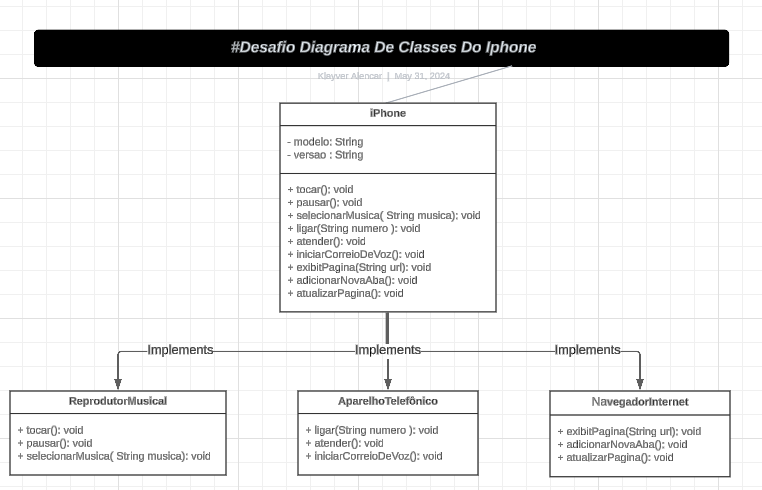 #Desafio Diagrama De Classes Do Iphone
Klayver Alencar | May 31, 2024
iPhone
- modelo: String
- versao : String
+ tocar(): void
+ pausar(): void
+ selecionarMusica( String musica): void
+ ligar(String numero ): void
+ atender(): void
+ iniciarCorreioDeVoz(): void
+ exibitPagina(String url): void
+ adicionarNovaAba(): void
+ atualizarPagina(): void
Implements Implements Implements
ReprodutorMusical
+ tocar(): void
+ pausar(): void
+ selecionarMusica( String musica): void
AparelhoTelefônico
+ ligar(String numero ): void
+ atender(): void
+ iniciarCorreioDeVoz(): void
NavegadorInternet
+ exibitPagina(String url): void
+ adicionarNovaAba(): void
+ atualizarPagina(): void